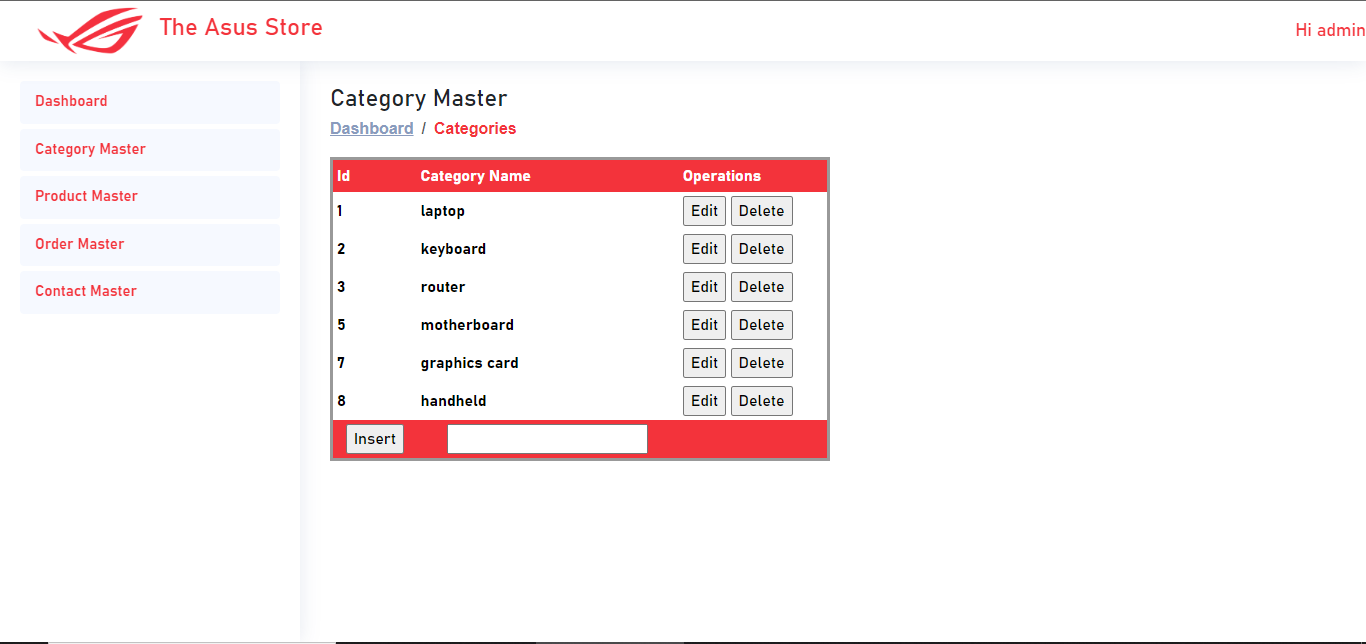 The Asus Store
Hi admin
Dashboard
Category Master
Product Master
Order Master
Contact Master
Category Master
Dashboard / Categories
Id Category Name Operations
1 laptop Edit Delete
2 keyboard Edit Delete
3 router Edit Delete
5 motherboard Edit Delete
7 graphics card Edit Delete
8 handheld Edit Delete
Insert